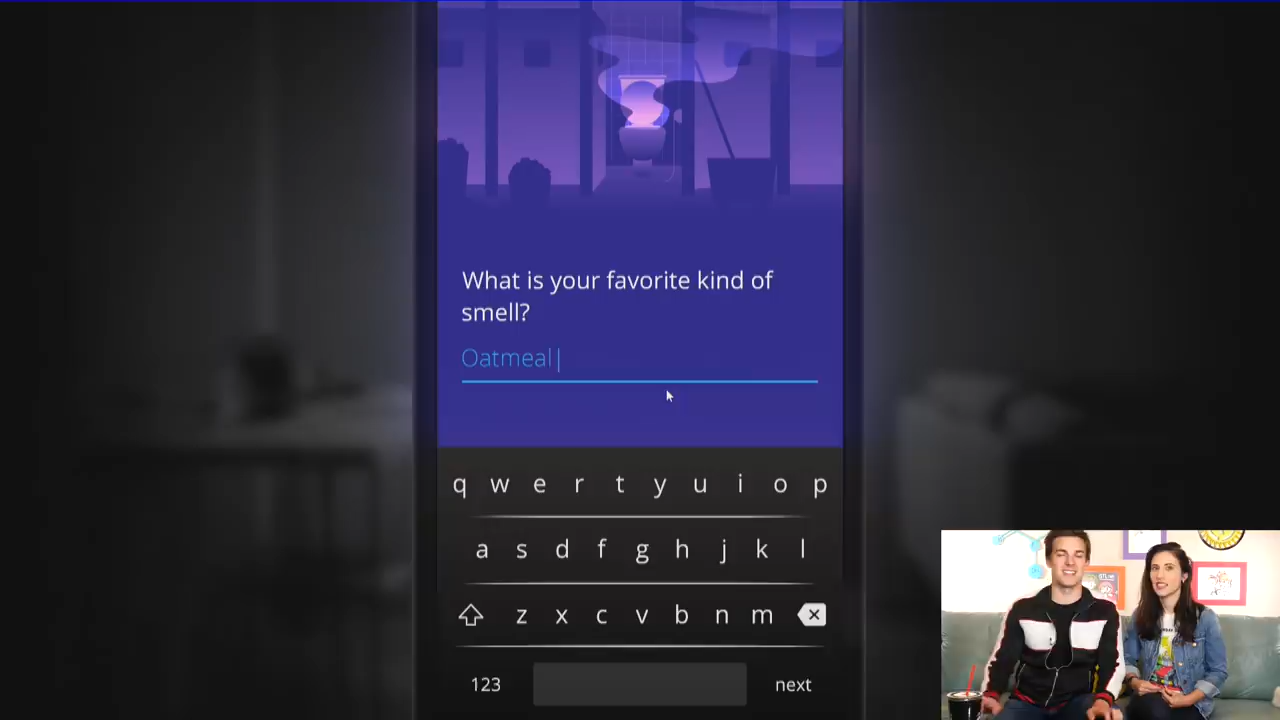 What is your favorite kind of
smell?
Oatmeal
q w e r t y u i o p
a s d f g h j k l
z x c v b n m
123 next